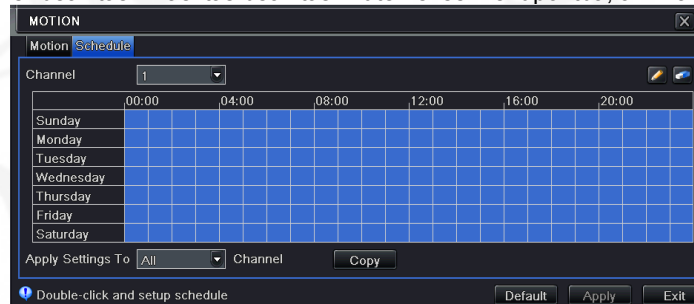 MOTION X
Motion Schedule
Channel 1
00:00 04:00 08:00 12:00 16:00 20:00
Sunday
Monday
Tuesday
Wednesday
Thursday
Friday
Saturday
Apply Settings To All Channel Copy
Double-click and setup schedule Default Apply Exit